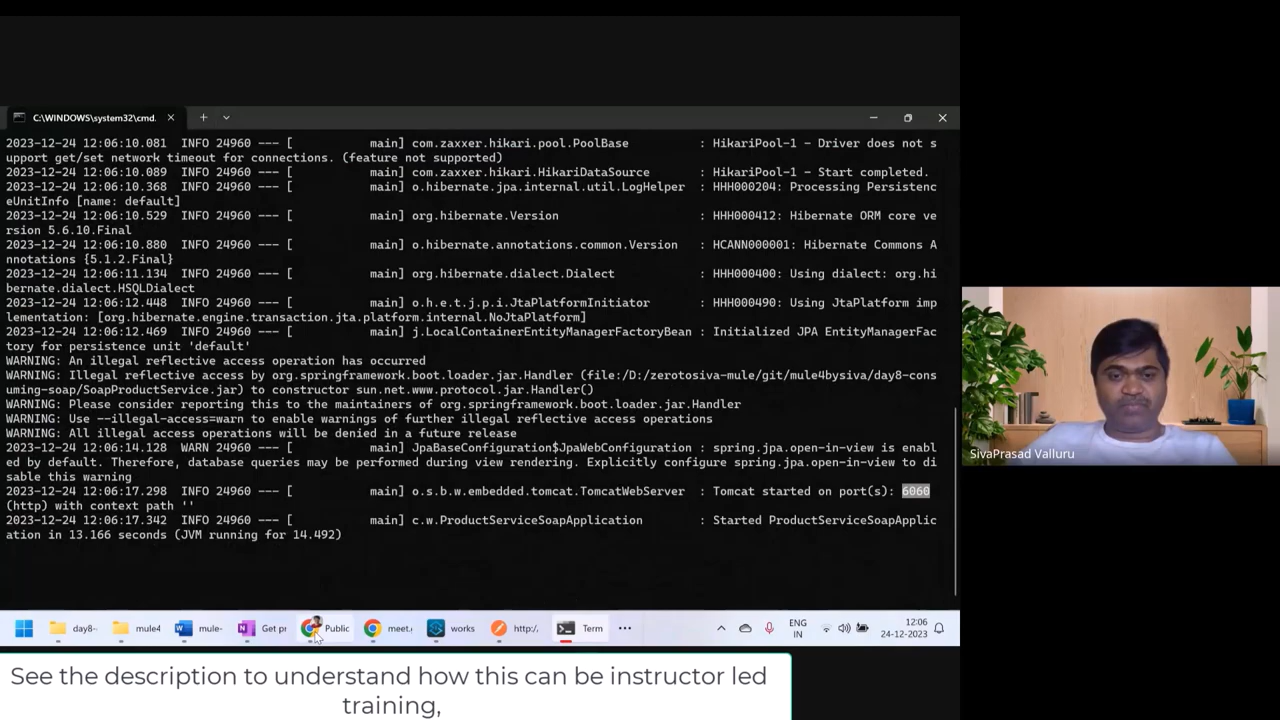 C:\WINDOWS\system32\cmd.
2023-12-24 12:06:10.081  INFO 24960 --- [           main] com.zaxxer.hikari.pool.PoolBase          : HikariPool-1 - Driver does not s
upport get/set network timeout for connections. (feature not supported)
2023-12-24 12:06:10.089  INFO 24960 --- [           main] com.zaxxer.hikari.HikariDataSource       : HikariPool-1 - Start completed.
2023-12-24 12:06:10.368  INFO 24960 --- [           main] o.hibernate.jpa.internal.util.LogHelper  : HHH000204: Processing Persistenc
eUnitInfo [name: default]
2023-12-24 12:06:10.529  INFO 24960 --- [           main] org.hibernate.Version                    : HHH000412: Hibernate ORM core ve
rsion 5.6.10.Final
2023-12-24 12:06:10.880  INFO 24960 --- [           main] o.hibernate.annotations.common.Version   : HCANN000001: Hibernate Commons A
nnotations {5.1.2.Final}
2023-12-24 12:06:11.134  INFO 24960 --- [           main] org.hibernate.dialect.Dialect            : HHH000400: Using dialect: org.hi
bernate.dialect.HSQLDialect
2023-12-24 12:06:12.448  INFO 24960 --- [           main] o.h.e.t.j.p.i.JtaPlatformInitiator       : HHH000490: Using JtaPlatform imp
lementation: [org.hibernate.engine.transaction.jta.platform.internal.NoJtaPlatform]
2023-12-24 12:06:12.469  INFO 24960 --- [           main] j.LocalContainerEntityManagerFactoryBean : Initialized JPA EntityManagerFac
tory for persistence unit 'default'
WARNING: An illegal reflective access operation has occurred
WARNING: Illegal reflective access by org.springframework.boot.loader.jar.Handler (file:/D:/zerotosiva-mule/git/mule4bysiva/day8-cons
uming-soap/SoapProductService.jar) to constructor sun.net.www.protocol.jar.Handler()
WARNING: Please consider reporting this to the maintainers of org.springframework.boot.loader.jar.Handler
WARNING: Use --illegal-access=warn to enable warnings of further illegal reflective access operations
WARNING: All illegal access operations will be denied in a future release
2023-12-24 12:06:14.128  WARN 24960 --- [           main] JpaBaseConfiguration$JpaWebConfiguration : spring.jpa.open-in-view is enabl
ed by default. Therefore, database queries may be performed during view rendering. Explicitly configure spring.jpa.open-in-view to di
sable this warning
2023-12-24 12:06:17.298  INFO 24960 --- [           main] o.s.b.w.embedded.tomcat.TomcatWebServer  : Tomcat started on port(s): 6060
(http) with context path ''
2023-12-24 12:06:17.342  INFO 24960 --- [           main] c.w.ProductServiceSoapApplication        : Started ProductServiceSoapApplic
ation in 13.166 seconds (JVM running for 14.492)
SivaPrasad Valluru
day8- mule4 mule- Get pr Public meet. works http:/. Term ENG 12:06
IN 24-12-2023
See the description to understand how this can be instructor led
training,